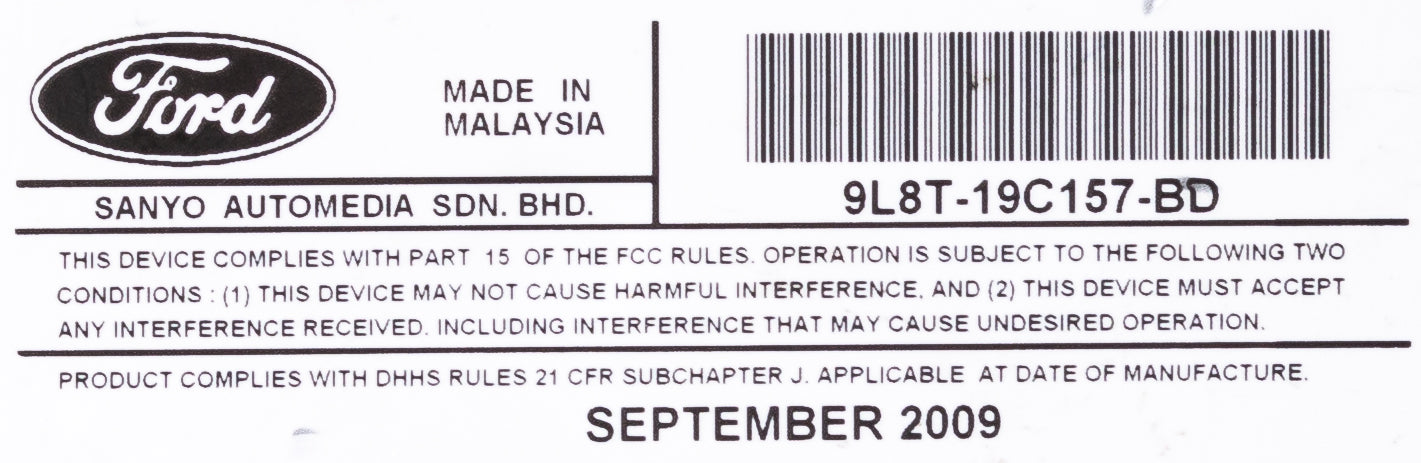 Ford
MADE IN
MALAYSIA
SANYO AUTOMEDIA SDN. BHD.
9L8T-19C157-BD
THIS DEVICE COMPLIES WITH PART 15 OF THE FCC RULES. OPERATION IS SUBJECT TO THE FOLLOWING TWO
CONDITIONS : (1) THIS DEVICE MAY NOT CAUSE HARMFUL INTERFERENCE, AND (2) THIS DEVICE MUST ACCEPT
ANY INTERFERENCE RECEIVED. INCLUDING INTERFERENCE THAT MAY CAUSE UNDESIRED OPERATION.
PRODUCT COMPLIES WITH DHHS RULES 21 CFR SUBCHAPTER J. APPLICABLE AT DATE OF MANUFACTURE.
SEPTEMBER 2009